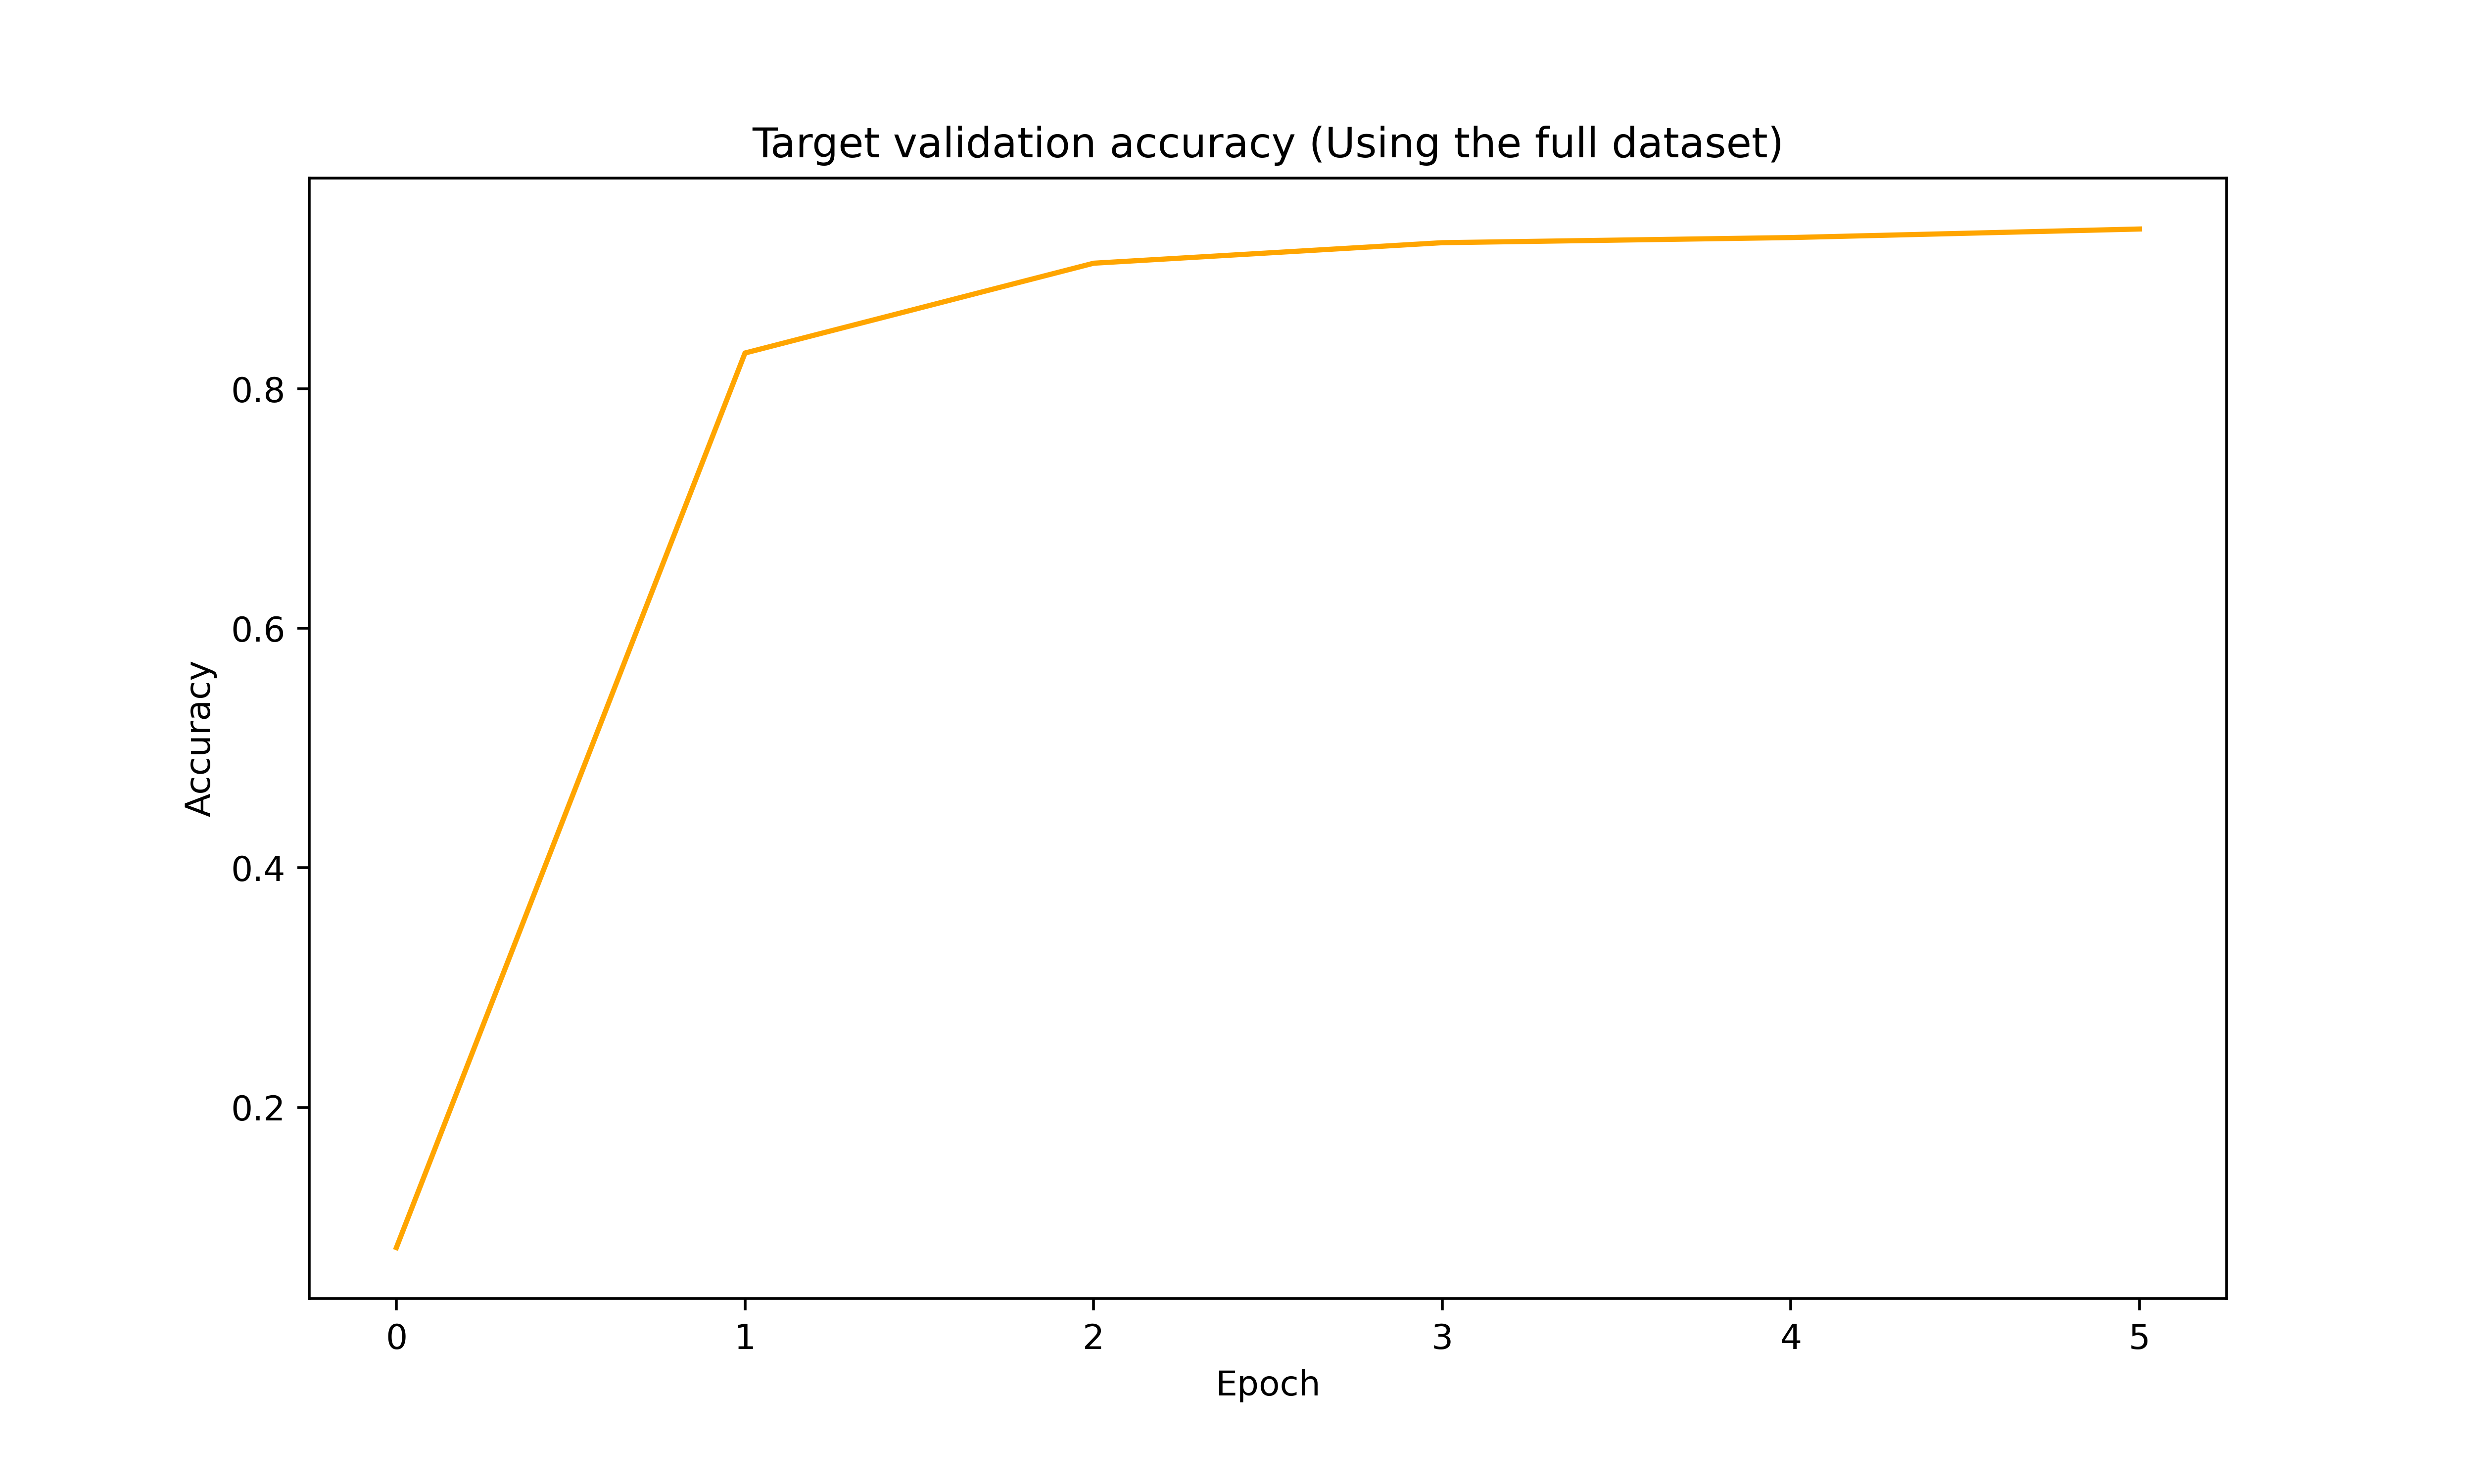 Target validation accuracy (Using the full dataset)
0.8
0.6
0.4
0.2
Accuracy
0 1 2 3 4 5
Epoch